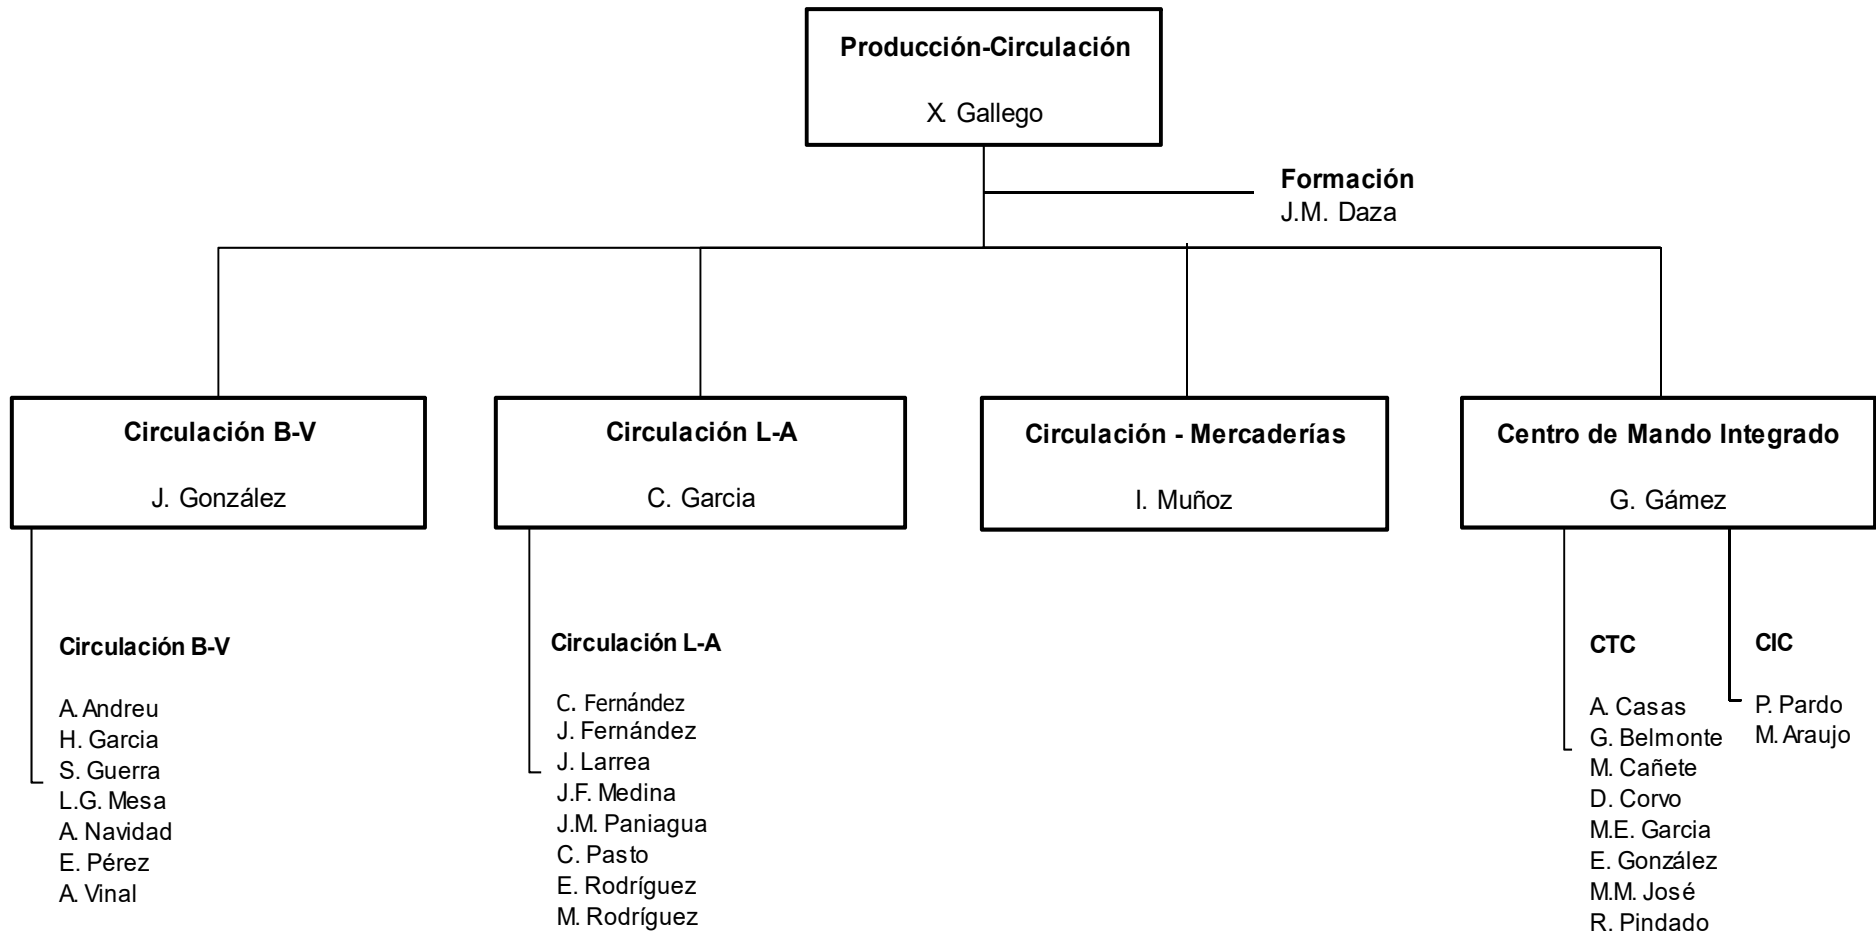 Producción-Circulación
X. Gallego
Formación
J.M. Daza
Circulación B-V
J. González
Circulación L-A
C. Garcia
Circulación - Mercaderías
I. Muñoz
Centro de Mando Integrado
G. Gámez
Circulación B-V
A. Andreu
H. Garcia
S. Guerra
L.G. Mesa
A. Navidad
E. Pérez
A. Vinal
Circulación L-A
C. Fernández
J. Fernández
J. Larrea
J.F. Medina
J.M. Paniagua
C. Pasto
E. Rodríguez
M. Rodríguez
CTC
A. Casas
G. Belmonte
M. Cañete
D. Corvo
M.E. Garcia
E. González
M.M. José
R. Pindado
CIC
P. Pardo
M. Araujo